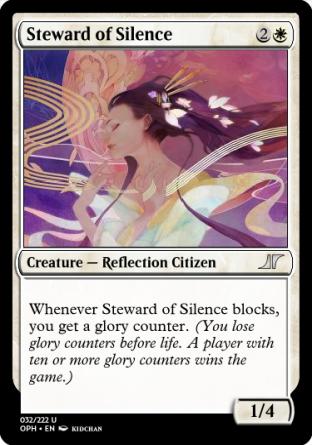 Steward of Silence 2
Creature — Reflection Citizen
Whenever Steward of Silence blocks,
you get a glory counter. (You lose
glory counters before life. A player with
ten or more glory counters wins the
game.)
1/4
032/222 U
OPH • EN KIDCHAN